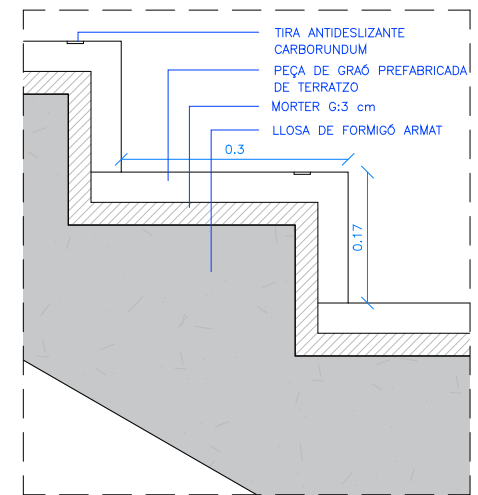 TIRA ANTIDESLIZANTE
CARBORUNDUM
PEÇA DE GRAÓ PREFABRICADA
DE TERRATZO
MORTER G:3 cm
LLOSA DE FORMIGÓ ARMAT
0.3
0.17